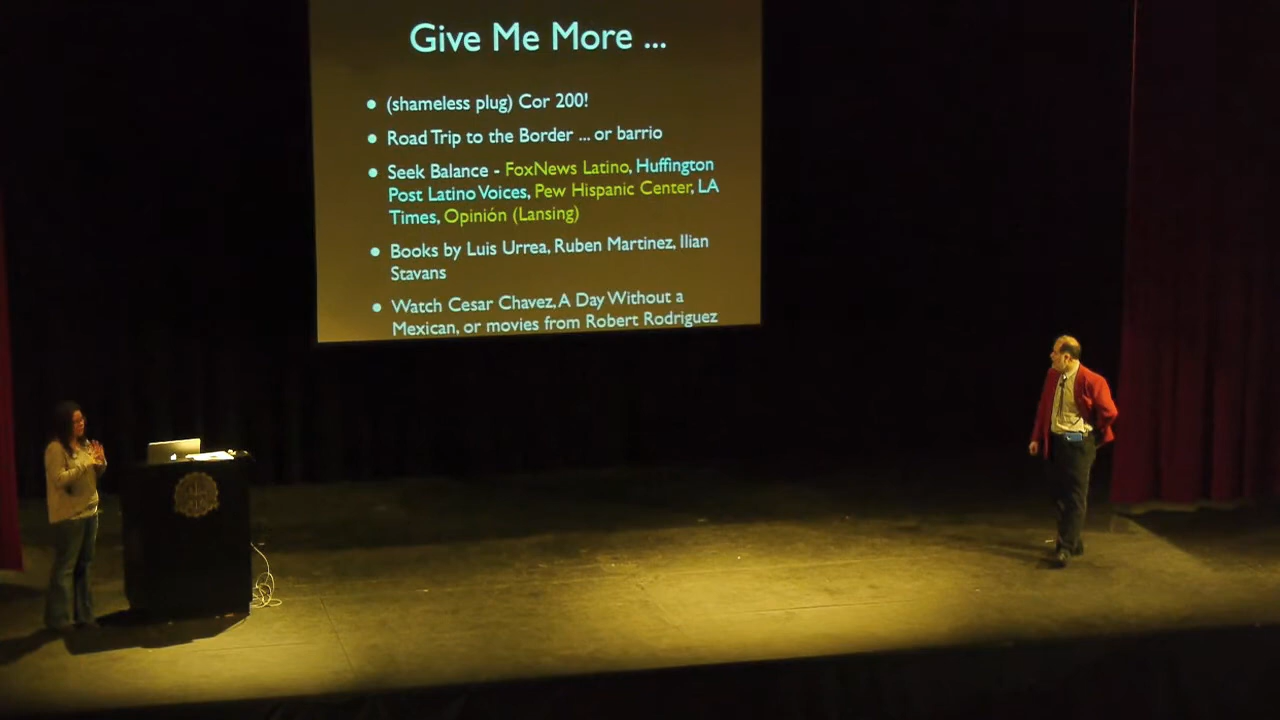 Give Me More ...
• (shameless plug) Cor 200!
• Road Trip to the Border ... or barrio
• Seek Balance - FoxNews Latino, Huffington
Post Latino Voices, Pew Hispanic Center, LA
Times, Opinión (Lansing)
• Books by Luis Urrea, Ruben Martinez, Ilian
Stavans
• Watch Cesar Chavez, A Day Without a
Mexican, or movies from Robert Rodriguez